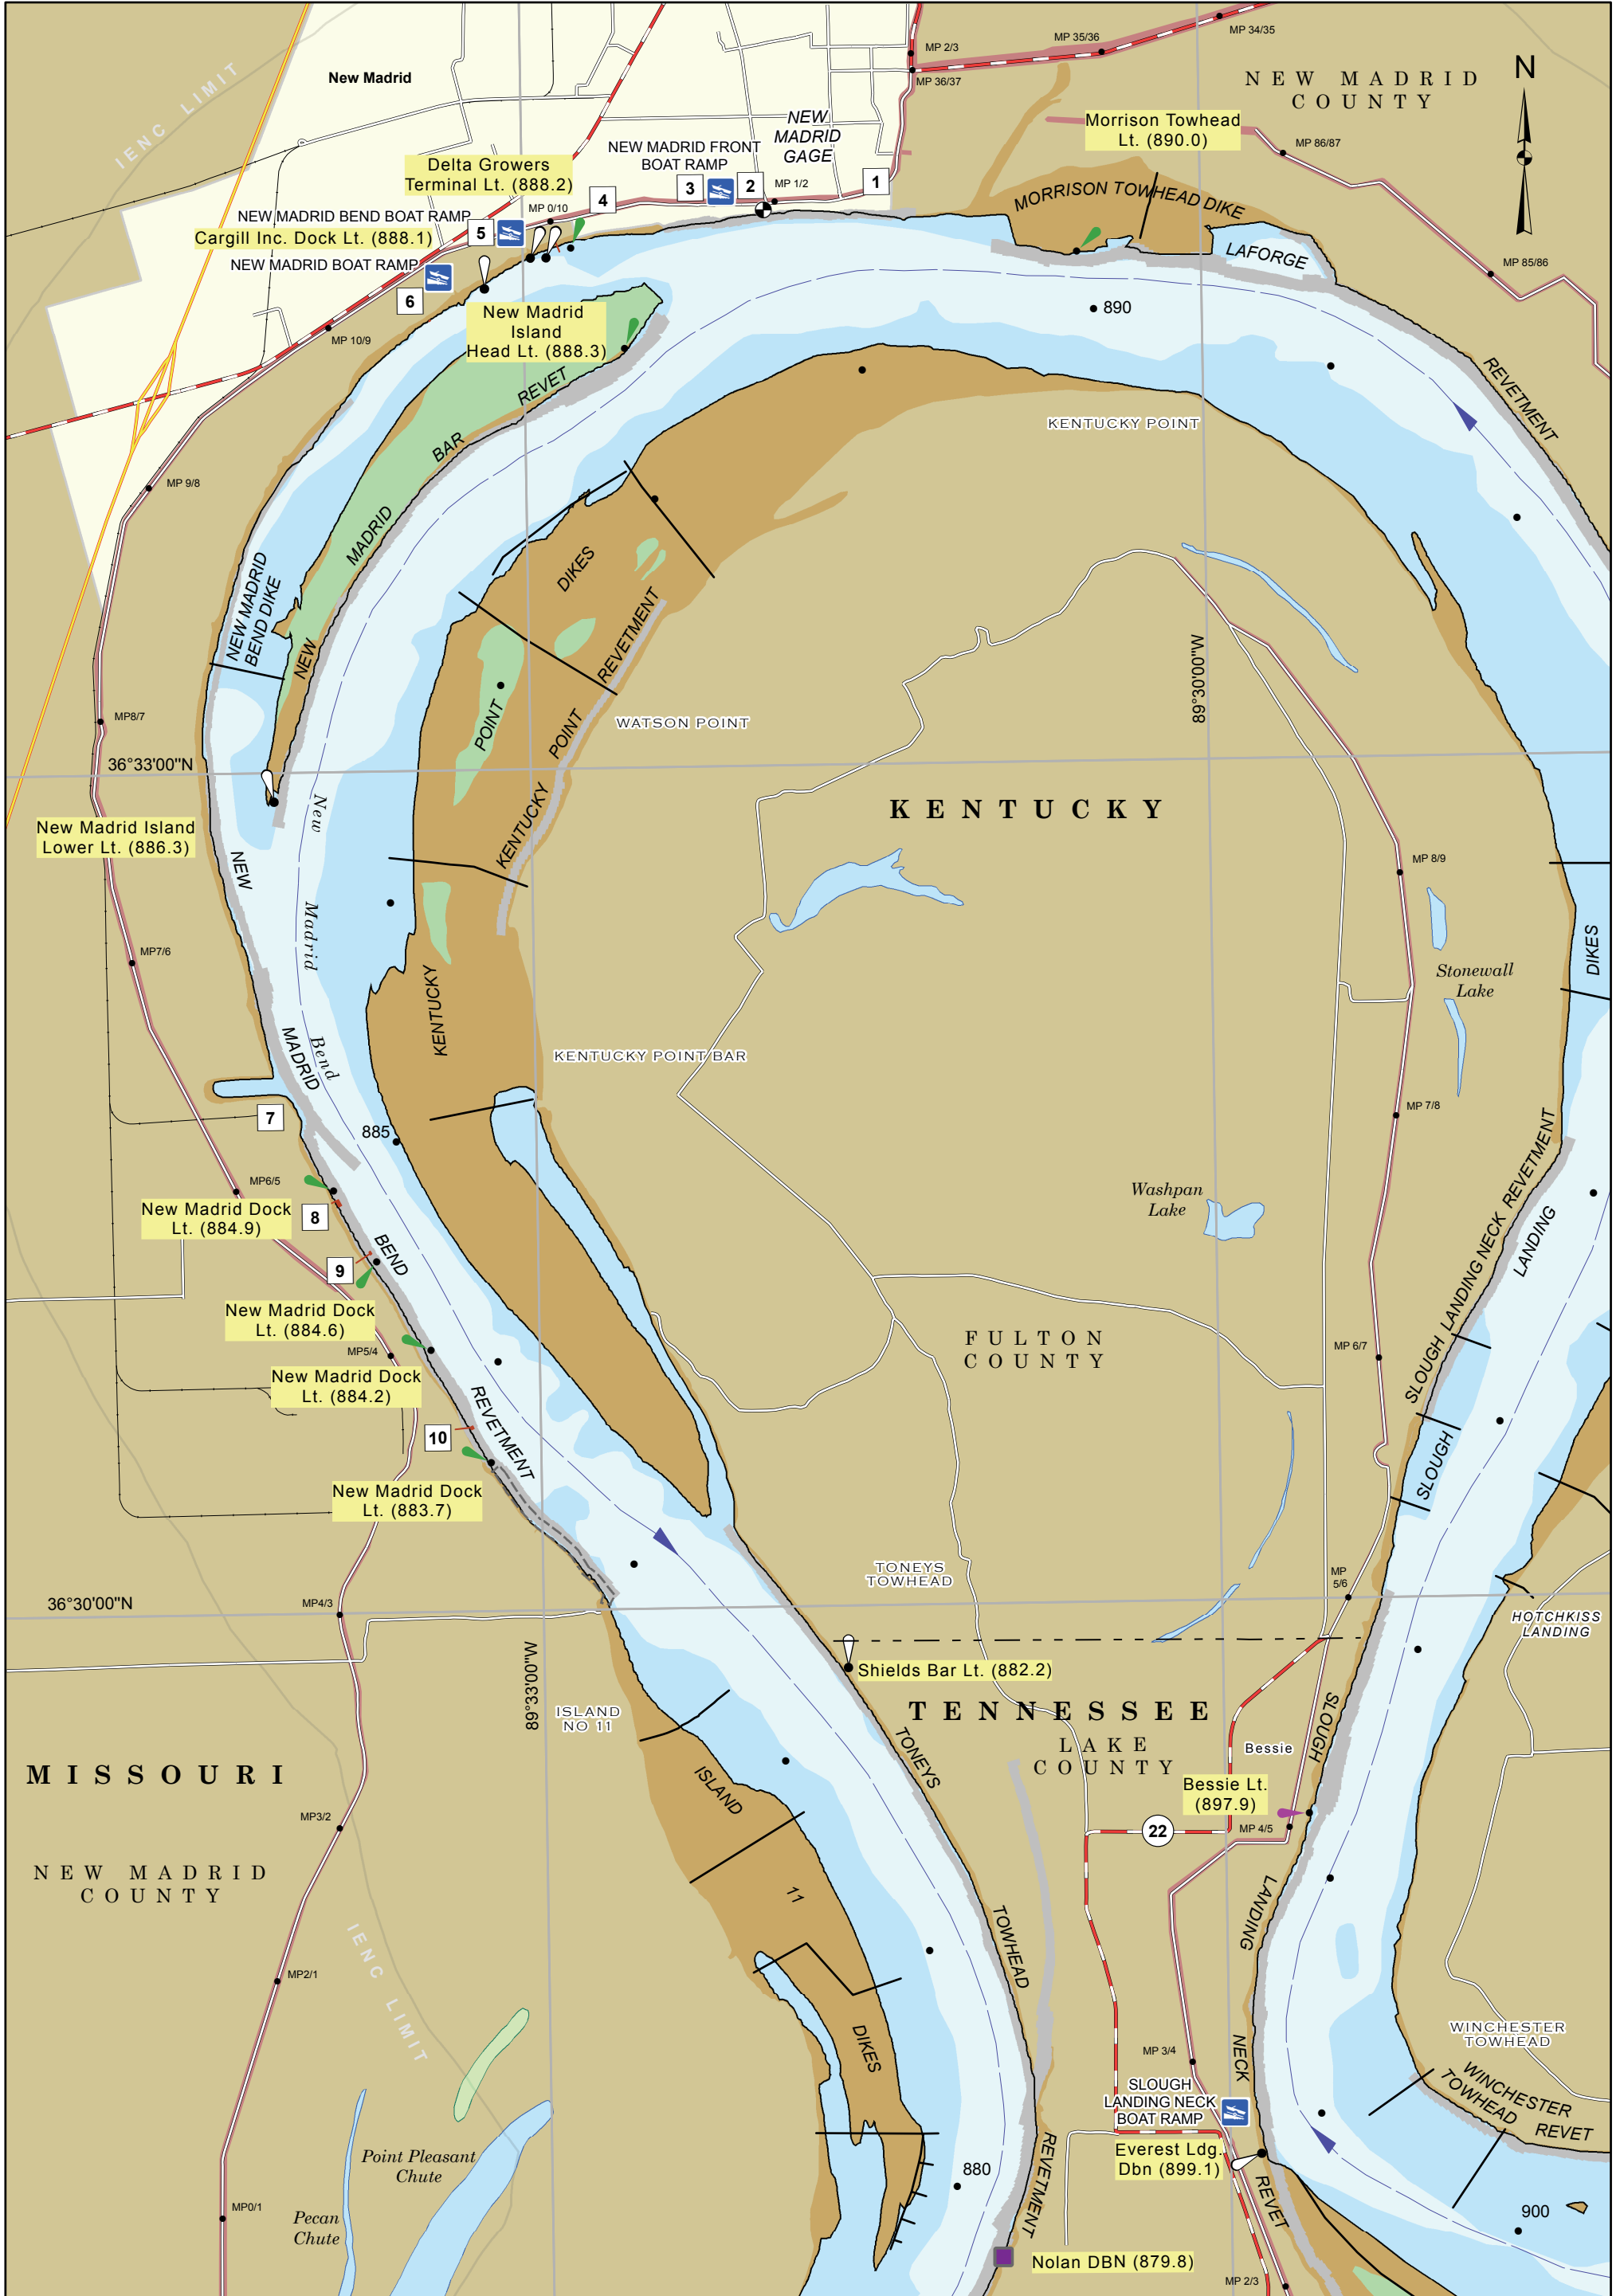 MP 34/35
MP 35/36
MP 2/3
MP 36/37
N
NEW MADRID
COUNTY
IENC LIMIT
New Madrid
NEW
MADRID
GAGE
Morrison Towhead
Lt. (890.0)
MP 86/87
NEW MADRID FRONT
BOAT RAMP
Delta Growers
Terminal Lt. (888.2)
3
2
MP 1/2
1
4
MP 0/10
MORRISON TOWHEAD DIKE
NEW MADRID BEND BOAT RAMP
5
Cargill Inc. Dock Lt. (888.1)
NEW MADRID BOAT RAMP
6
LAFORGE
REVETMENT
MP 85/86
890
New Madrid
Island
Head Lt. (888.3)
MP 10/9
NEW MADRID BAR REVET
KENTUCKY POINT
MP 9/8
NEW MADRID
BEND DIKE
KENTUCKY POINT DIKES
KENTUCKY POINT REVETMENT
WATSON POINT
89°30'00"W
MP8/7
36°33'00"N
New Madrid Bend
KENTUCKY
New Madrid Island
Lower Lt. (886.3)
NEW MADRID BEND REVETMENT
MP 8/9
MP7/6
DIKES
Stonewall
Lake
KENTUCKY POINT BAR
7
885
MP 7/8
MP6/5
Washpan
Lake
New Madrid Dock
Lt. (884.9)
8
SLOUGH LANDING NECK REVETMENT
SLOUGH LANDING
9
New Madrid Dock
Lt. (884.6)
MP5/4
FULTON
COUNTY
MP 6/7
New Madrid Dock
Lt. (884.2)
10
New Madrid Dock
Lt. (883.7)
TONEYS
TOWHEAD
MP
5/6
36°30'00"N
MP4/3
HOTCHKISS
LANDING
89°33'00"W
Shields Bar Lt. (882.2)
ISLAND
NO 11
TENNESSEE
LAKE
COUNTY
Bessie
TONEYS TOWHEAD REVETMENT
SLOUGH LANDING NECK REVET
MISSOURI
ISLAND 11 DIKES
Bessie Lt.
(897.9)
MP3/2
22
MP 4/5
NEW MADRID
COUNTY
IENC LIMIT
MP2/1
WINCHESTER
TOWHEAD
MP 3/4
SLOUGH
LANDING NECK
BOAT RAMP
WINCHESTER
TOWHEAD REVET
Everest Ldg.
Dbn (899.1)
Point Pleasant
Chute
880
MP0/1
Pecan
Chute
900
Nolan DBN (879.8)
MP 2/3